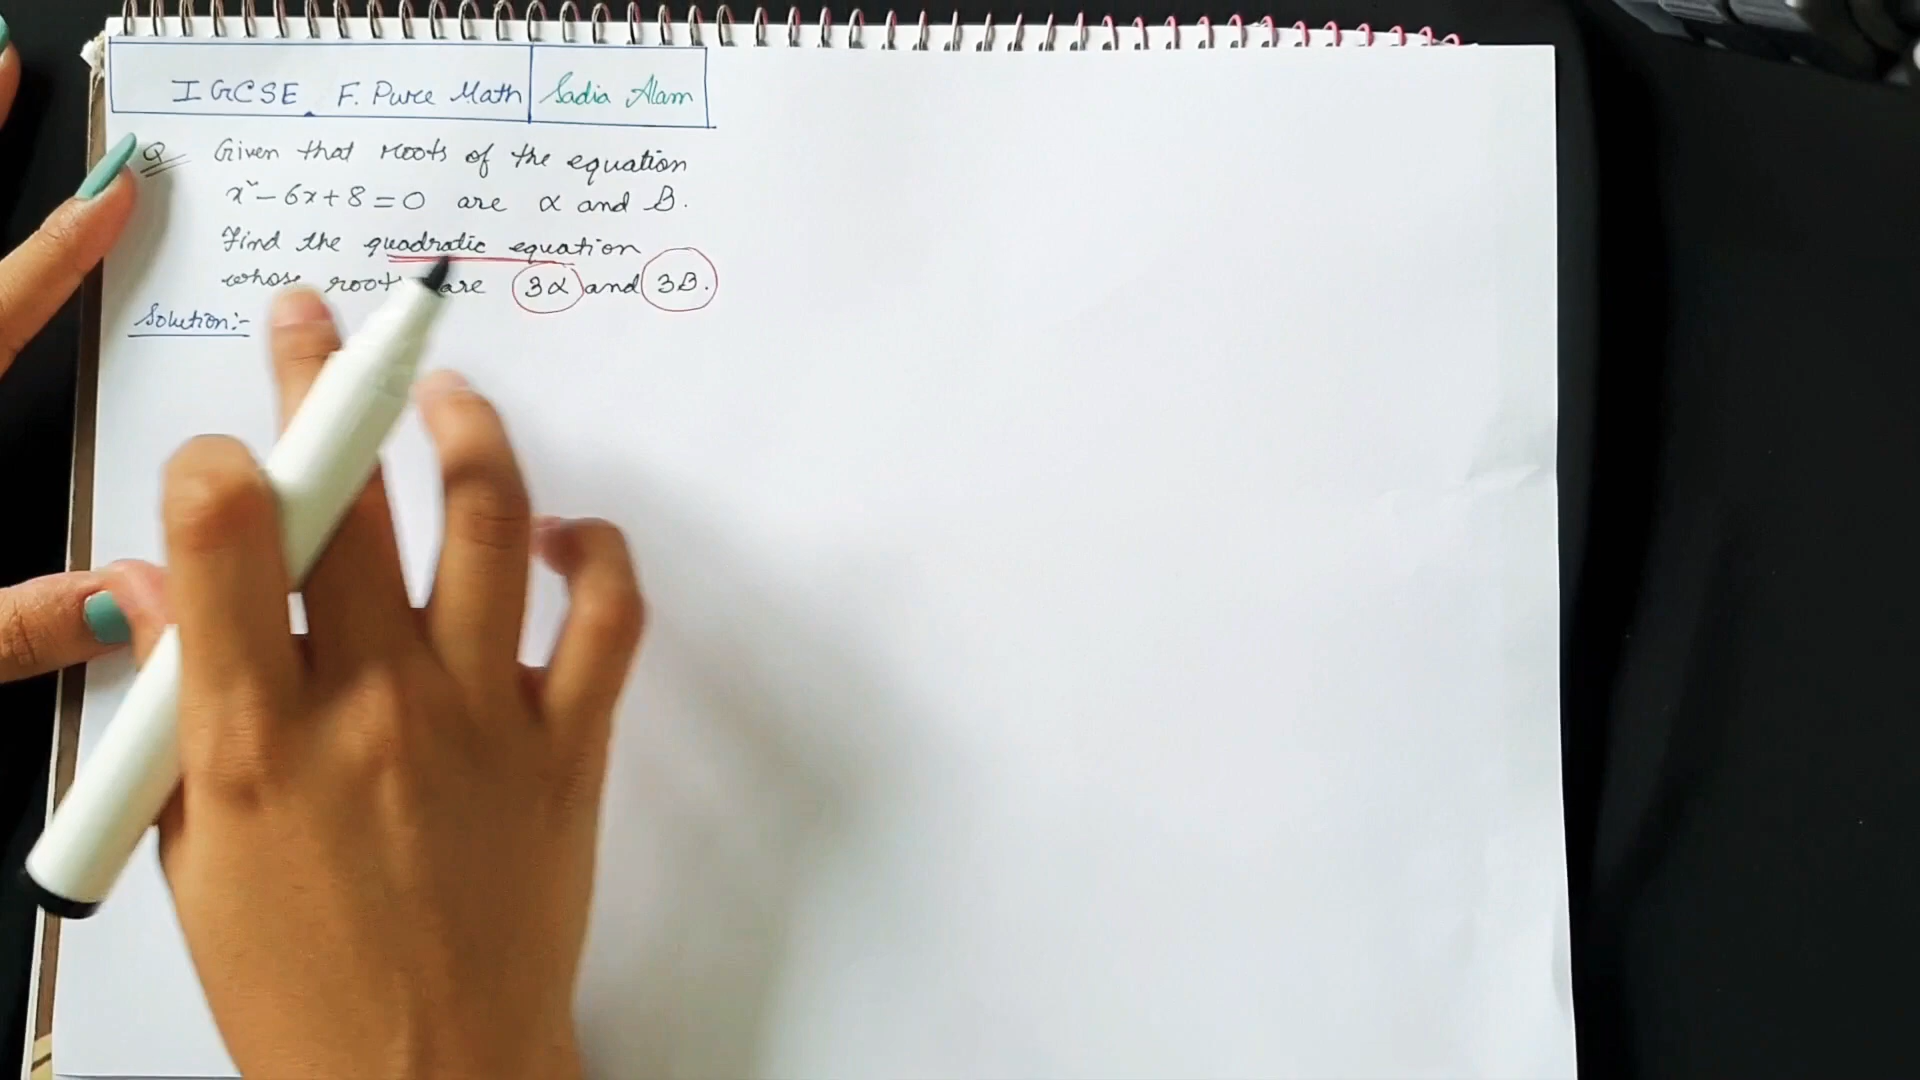 IGCSE F. Pure Math Sadia Alam
Q Given that roots of the equation
x² - 6x + 8 = 0 are α and β.
Find the quadratic equation
whose roots are 3α and 3β.
Solution:-